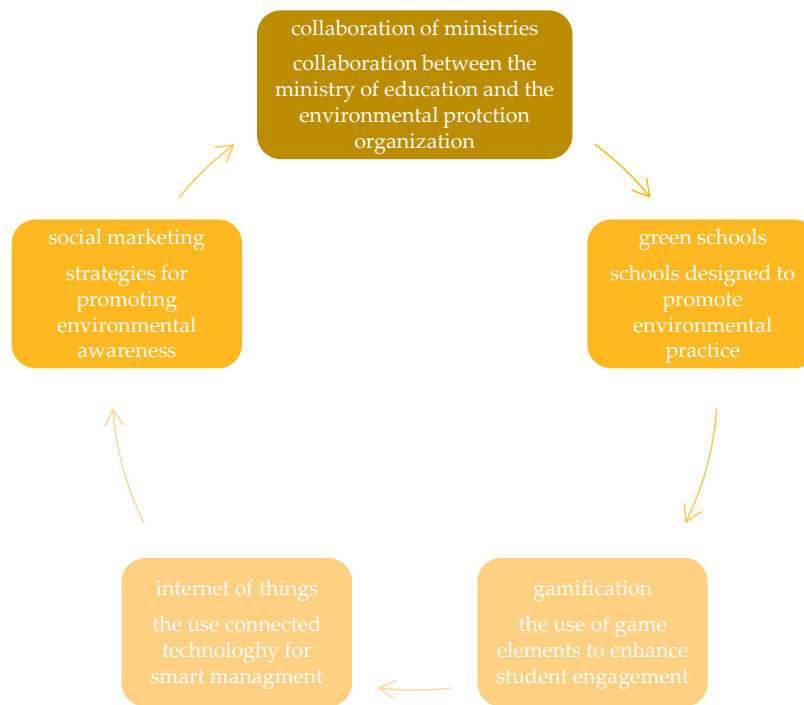 collaboration of ministries
collaboration between the
ministry of education and the
environmental protction
organization
green schools
schools designed to
promote
environmental
practice
gamification
the use of game
elements to enhance
student engagement
internet of things
the use connected
technologhy for
smart managment
social marketing
strategies for
promoting
environmental
awareness